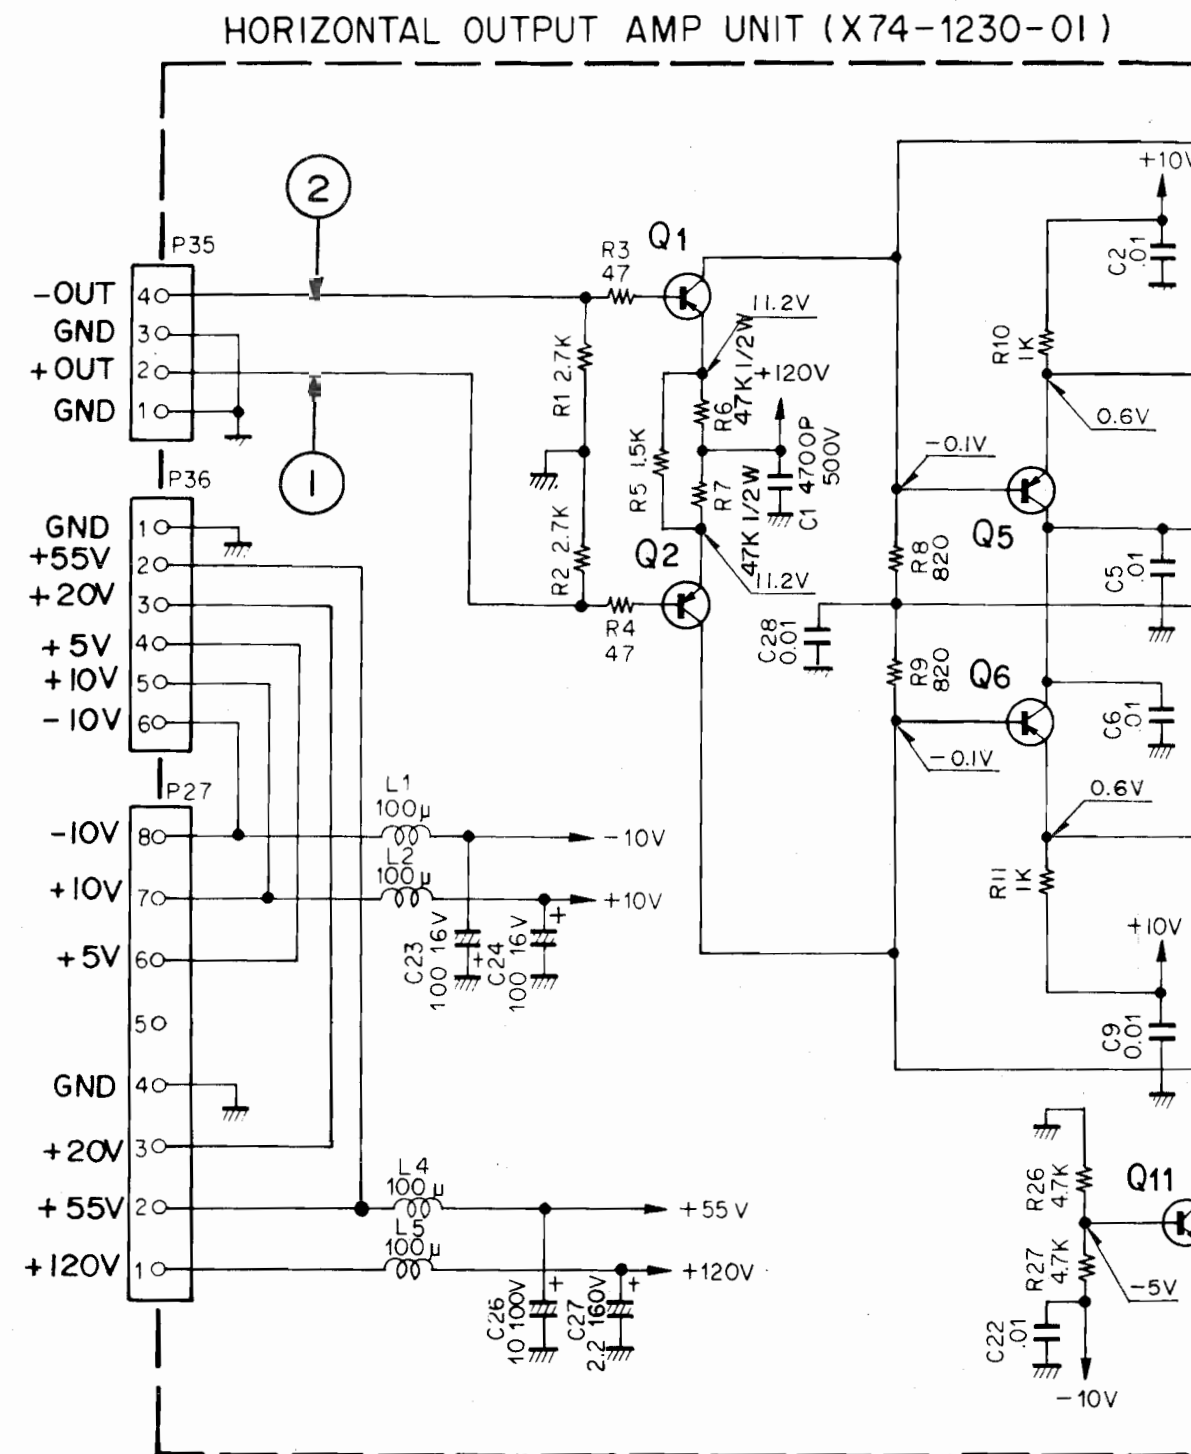 HORIZONTAL OUTPUT AMP UNIT (X74-1230-01)
+10V
2
P35
-OUT 4
GND 3
+OUT 2
GND 1
1
R3
47
Q1
11.2V
R1 2.7K
R5 1.5K
R6
47K 1/2W
+120V
R7
47K 1/2W
C1 4700P
500V
R2 2.7K
Q2
11.2V
R4
47
C2
.01
R10
1K
0.6V
-0.1V
Q5
R8
820
C5
.01
C28
0.01
R9
820
Q6
C6
.01
-0.1V
0.6V
R11
1K
+10V
C9
0.01
P36
GND 1
+55V 2
+20V 3
+5V 4
+10V 5
-10V 6
P27
-10V 8
+10V 7
+5V 6
5
GND 4
+20V 3
+55V 2
+120V 1
L1
100μ
-10V
L2
100μ
+10V
C23
100 16V
+
C24
100 16V
+
L4
100μ
+55V
L5
100μ
+120V
C26
10 100V
+
C27
2.2 160V
+
R26
4.7K
Q11
R27
4.7K
-5V
C22
.01
-10V